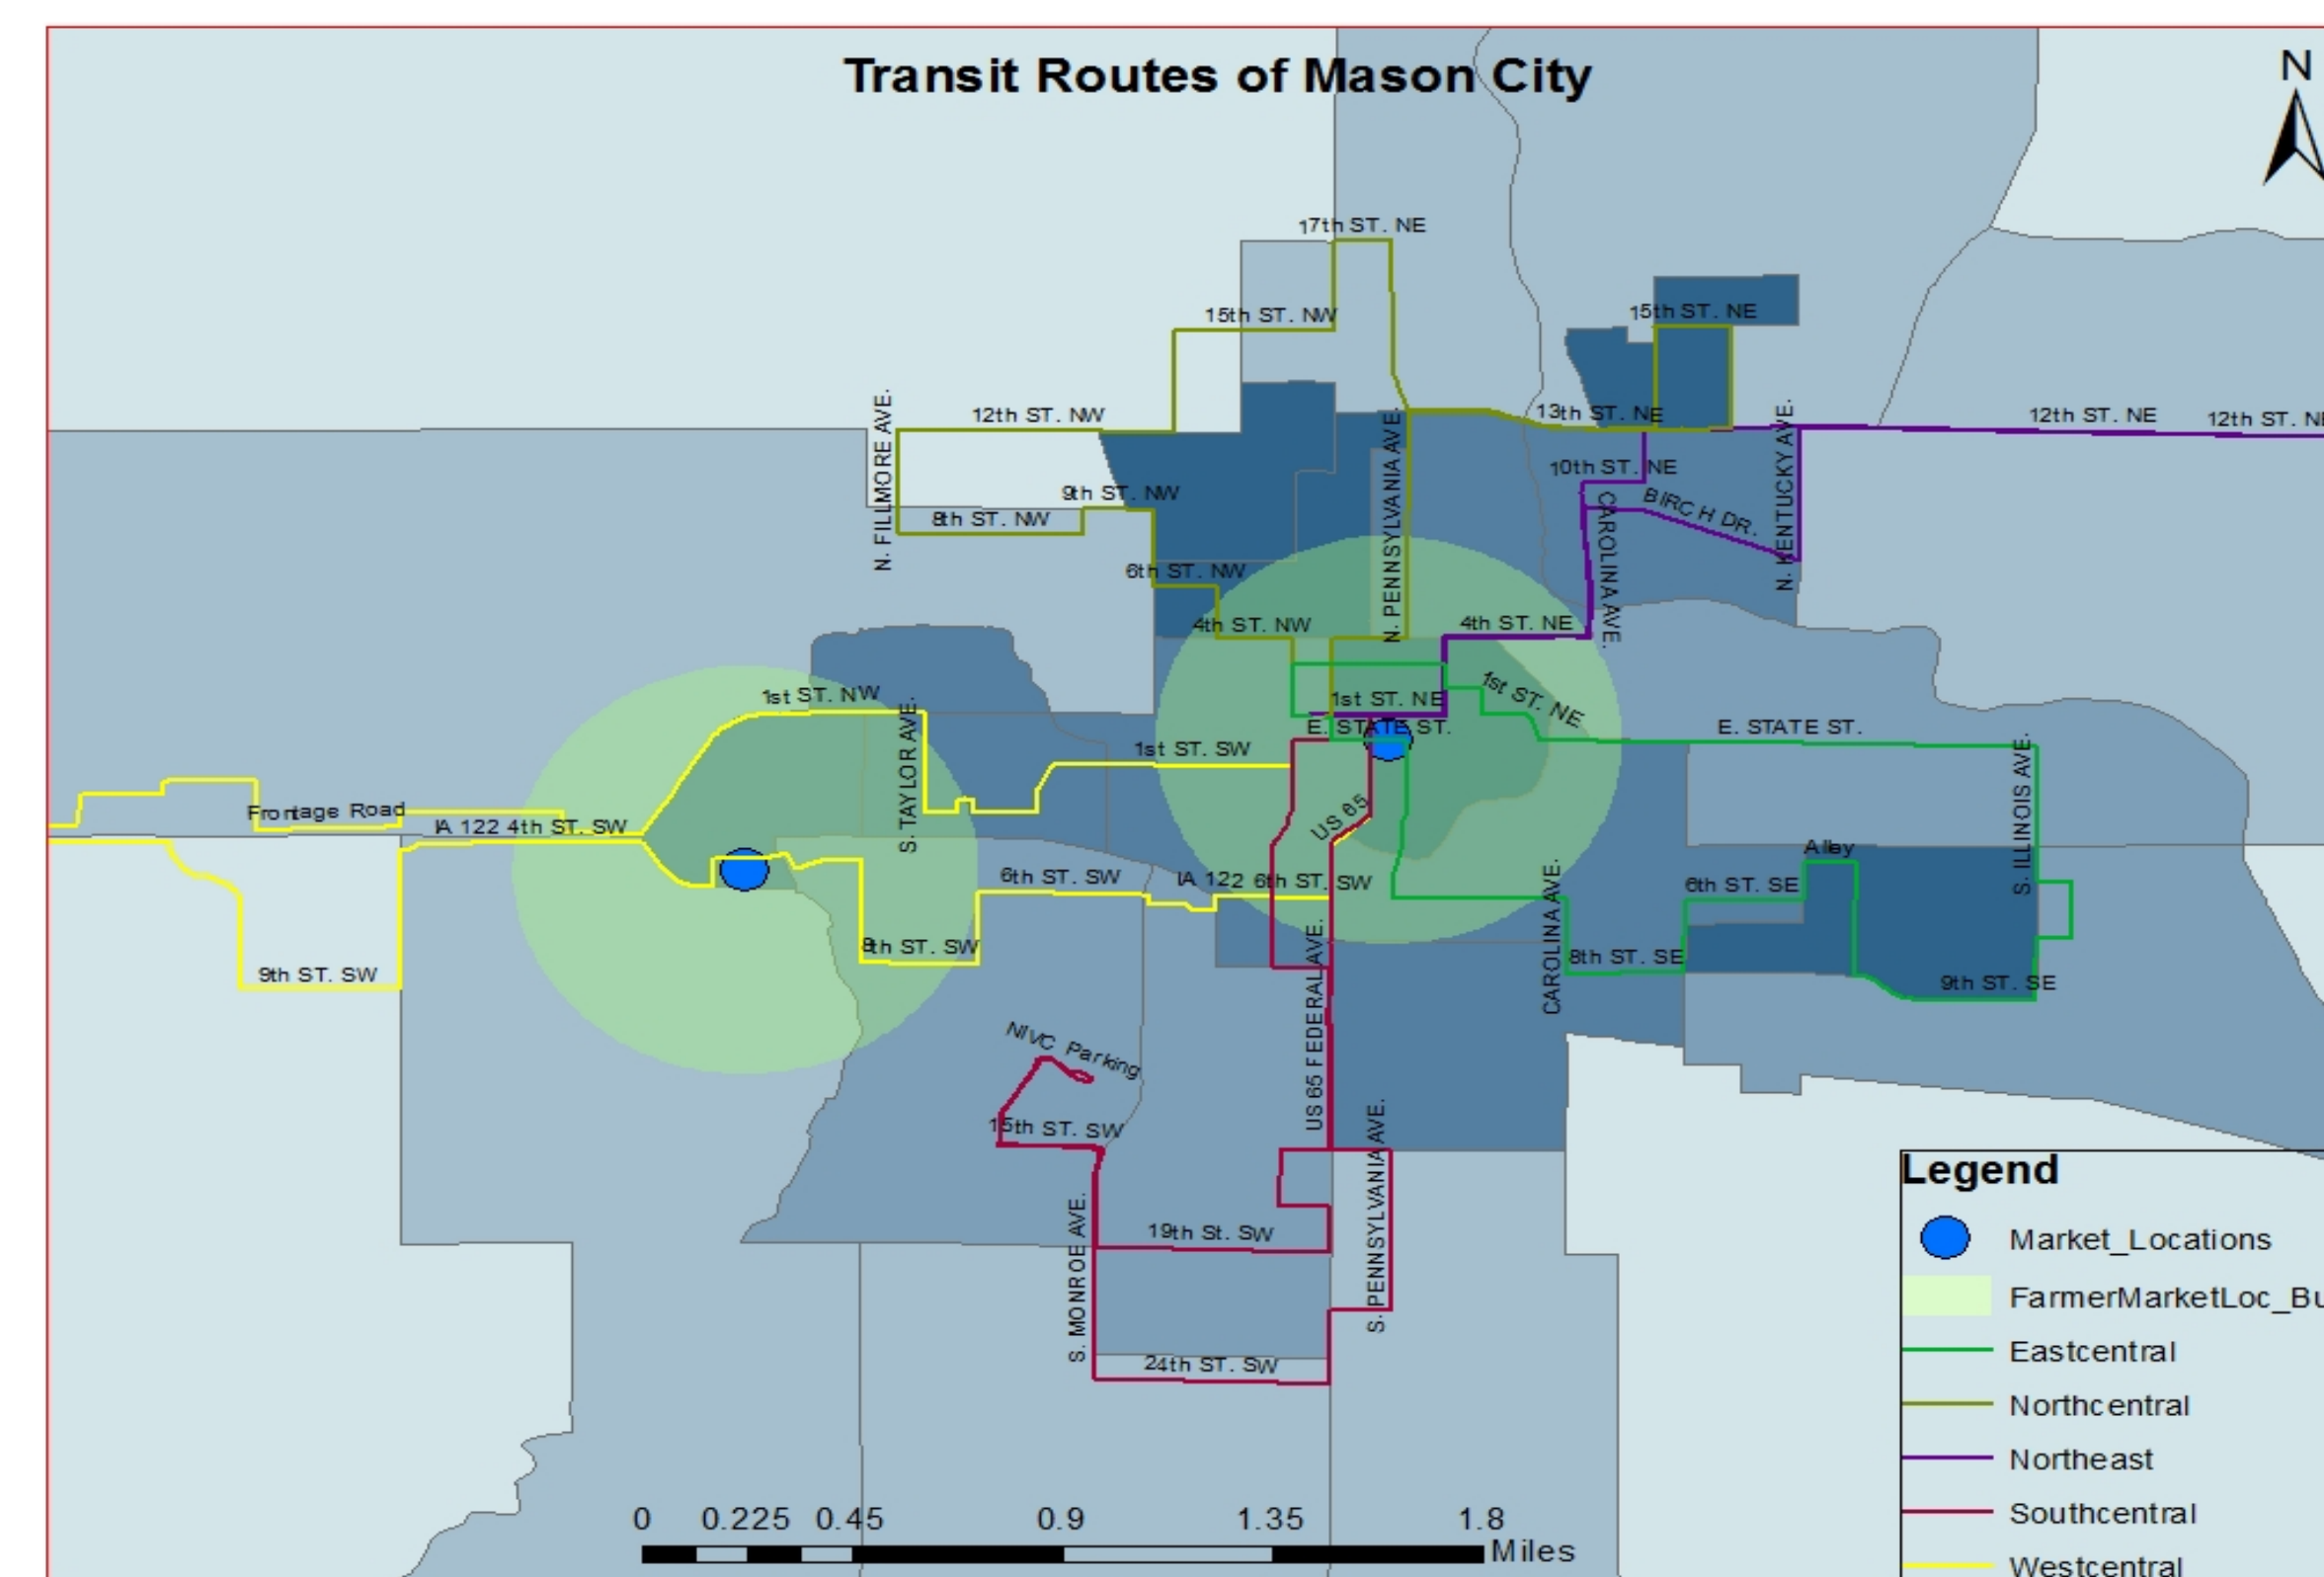 Transit Routes of Mason City
N
17th ST. NE
15th ST. NW
15th ST. NE
12th ST. NW
13th ST. NE
12th ST. NE
12th ST. NE
N. FILLMORE AVE.
N. PENNSYLVANIA AVE.
N. KENTUCKY AVE.
10th ST. NE
9th ST. NW
BIRCH DR.
8th ST. NW
CAROLINA AVE.
6th ST. NW
4th ST. NW
4th ST. NE
1st ST. NW
1st ST. NE
1st ST. NE
S. TAYLOR AVE.
E. STATE ST.
E. STATE ST.
1st ST. SW
S. ILLINOIS AVE.
Frontage Road
IA 122 4th ST. SW
US 65
Alley
6th ST. SW
IA 122 6th ST. SW
6th ST. SE
CAROLINA AVE.
8th ST. SW
8th ST. SE
9th ST. SW
9th ST. SE
US 65 FEDERAL AVE.
NIVC Parking
15th ST. SW
S. PENNSYLVANIA AVE.
S. MONROE AVE.
19th St. SW
24th ST. SW
Legend
Market_Locations
FarmerMarketLoc_Bu
Eastcentral
Northcentral
Northeast
Southcentral
Westcentral
0 0.225 0.45 0.9 1.35 1.8
Miles